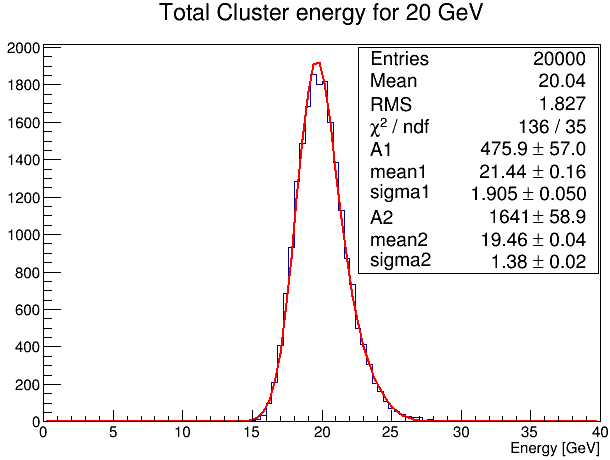 Total Cluster energy for 20 GeV
Entries 20000
Mean 20.04
RMS 1.827
χ² / ndf 136 / 35
A1 475.9 ± 57.0
mean1 21.44 ± 0.16
sigma1 1.905 ± 0.050
A2 1641 ± 58.9
mean2 19.46 ± 0.04
sigma2 1.38 ± 0.02
2000
1800
1600
1400
1200
1000
800
600
400
200
0
0 5 10 15 20 25 30 35 40
Energy [GeV]